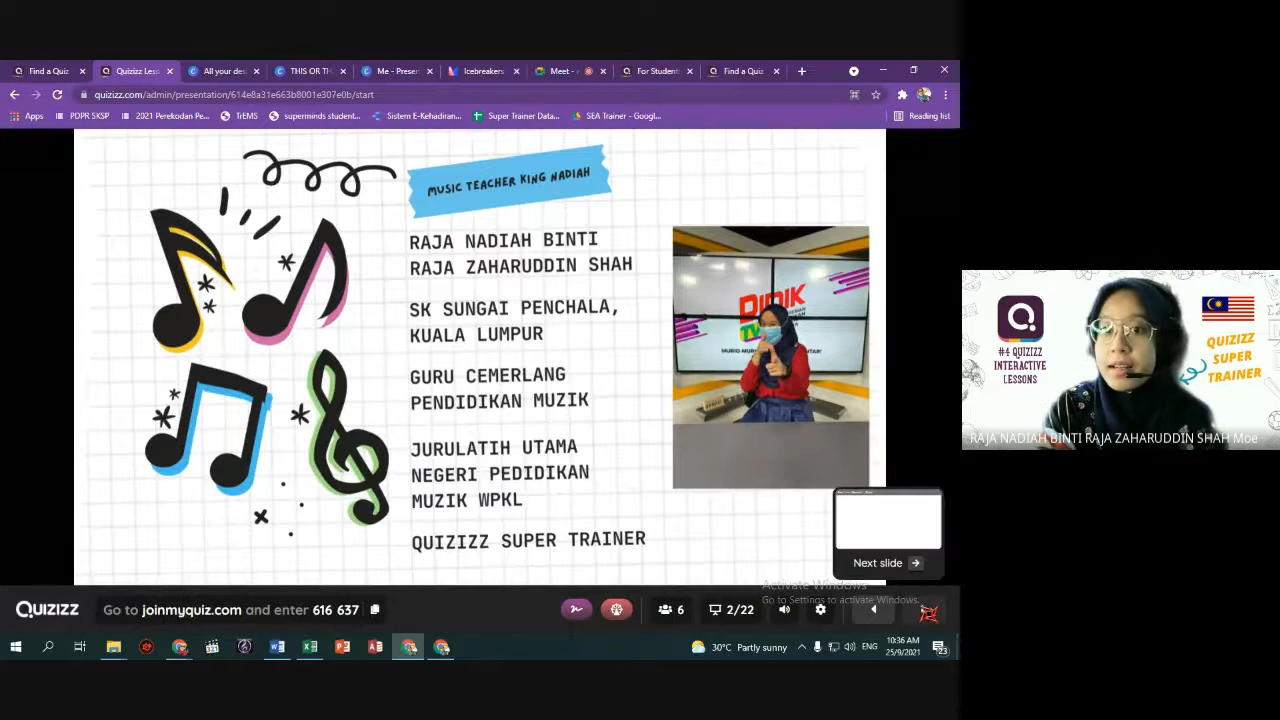 Find a Quiz
Quizizz Less
All your des
THIS OR TH
Me - Presen
Icebreakers
Meet -
For Student
Find a Quiz
quizizz.com/admin/presentation/614e8a31e663b8001e307e0b/start
Apps
PDPR SKSP
2021 Perekodan Pe...
TrEMS
superminds student...
Sistem E-Kehadiran...
Super Trainer Data...
SEA Trainer - Googl...
Reading list
MUSIC TEACHER KING NADIAH
RAJA NADIAH BINTI
RAJA ZAHARUDDIN SHAH
SK SUNGAI PENCHALA,
KUALA LUMPUR
GURU CEMERLANG
PENDIDIKAN MUZIK
JURULATIH UTAMA
NEGERI PEDIDIKAN
MUZIK WPKL
QUIZIZZ SUPER TRAINER
DIDIK
TV
Next slide
Activate Windows
Go to Settings to activate Windows.
QUIZIZZ
Go to joinmyquiz.com and enter 616 637
6
2/22
30°C Partly sunny
ENG
10:36 AM
25/9/2021
23
Q
#4 QUIZIZZ
INTERACTIVE
LESSONS
QUIZIZZ
SUPER
TRAINER
RAJA NADIAH BINTI RAJA ZAHARUDDIN SHAH Moe